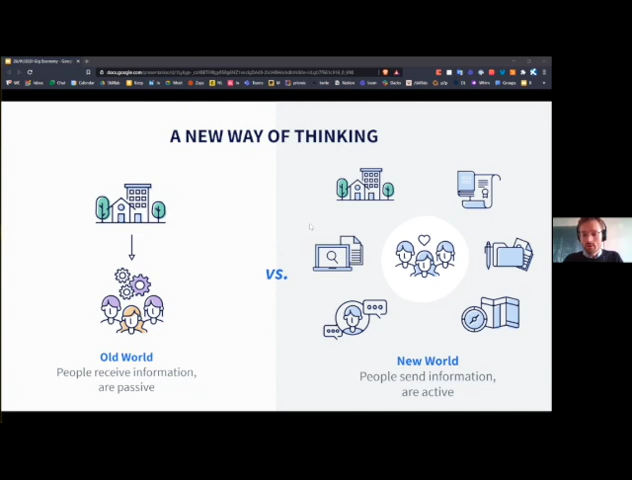 A NEW WAY OF THINKING
vs.
Old World
People receive information,
are passive
New World
People send information,
are active